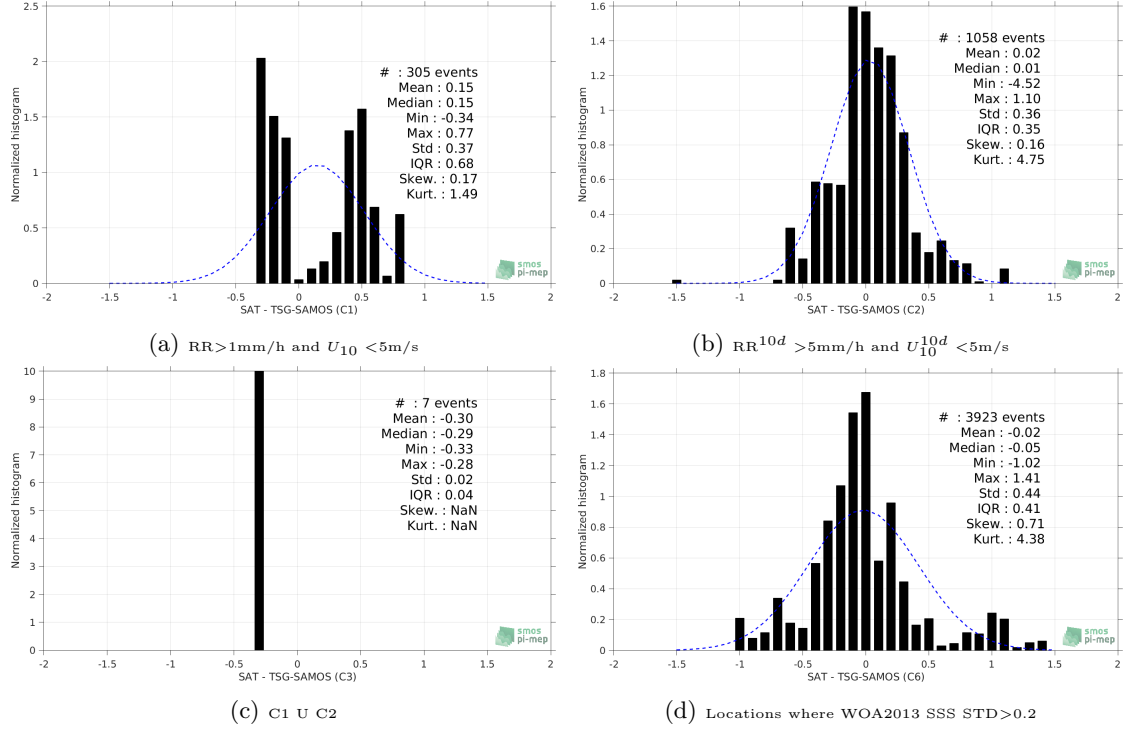 2.5
2
1.5
1
0.5
0
-2 -1.5 -1 -0.5 0 0.5 1 1.5 2
Normalized histogram
SAT - TSG-SAMOS (C1)
# : 305 events
Mean : 0.15
Median : 0.15
Min : -0.34
Max : 0.77
Std : 0.37
IQR : 0.68
Skew. : 0.17
Kurt. : 1.49
smos
pi-mep
(a) RR>1mm/h and U10 <5m/s
1.6
1.4
1.2
1
0.8
0.6
0.4
0.2
0
-2 -1.5 -1 -0.5 0 0.5 1 1.5 2
Normalized histogram
SAT - TSG-SAMOS (C2)
# : 1058 events
Mean : 0.02
Median : 0.01
Min : -4.52
Max : 1.10
Std : 0.36
IQR : 0.35
Skew. : 0.16
Kurt. : 4.75
smos
pi-mep
(b) RR10d >5mm/h and U10d10 <5m/s
10
9
8
7
6
5
4
3
2
1
0
-2 -1.5 -1 -0.5 0 0.5 1 1.5 2
Normalized histogram
SAT - TSG-SAMOS (C3)
# : 7 events
Mean : -0.30
Median : -0.29
Min : -0.33
Max : -0.28
Std : 0.02
IQR : 0.04
Skew. : NaN
Kurt. : NaN
smos
pi-mep
(c) C1 U C2
1.8
1.6
1.4
1.2
1
0.8
0.6
0.4
0.2
0
-2 -1.5 -1 -0.5 0 0.5 1 1.5 2
Normalized histogram
SAT - TSG-SAMOS (C6)
# : 3923 events
Mean : -0.02
Median : -0.05
Min : -1.02
Max : 1.41
Std : 0.44
IQR : 0.41
Skew. : 0.71
Kurt. : 4.38
smos
pi-mep
(d) Locations where WOA2013 SSS STD>0.2